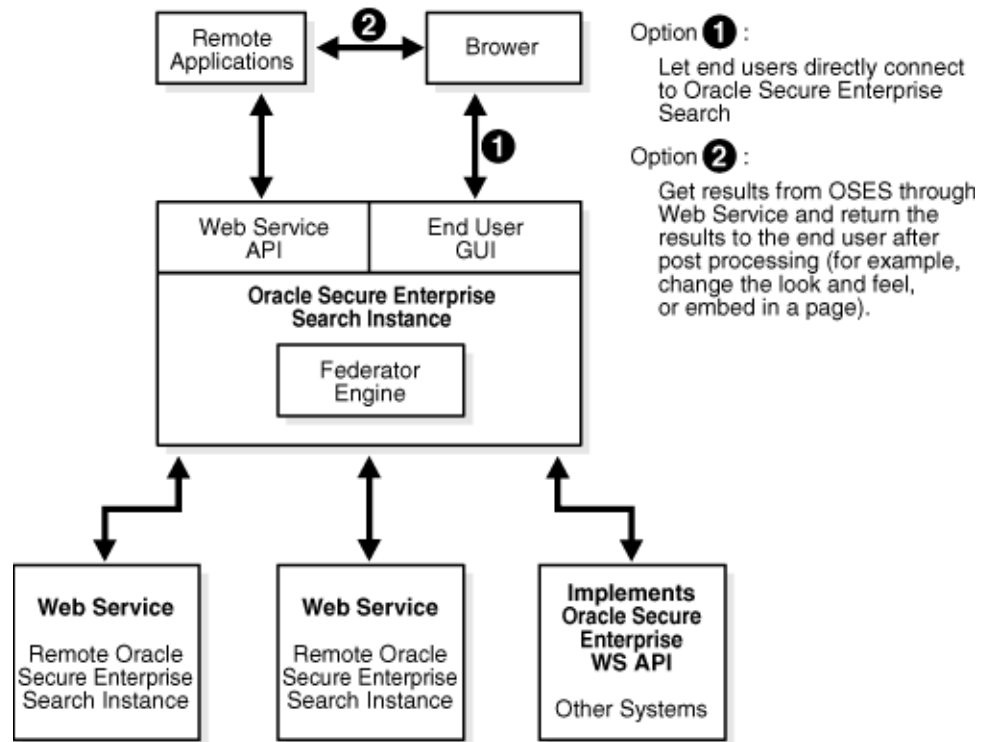 Remote
Applications
2
Brower
1
Web Service
API
End User
GUI
Oracle Secure Enterprise
Search Instance
Federator
Engine
Web Service
Remote Oracle
Secure Enterprise
Search Instance
Web Service
Remote Oracle
Secure Enterprise
Search Instance
Implements
Oracle Secure
Enterprise
WS API
Other Systems
Option 1 :
Let end users directly connect
to Oracle Secure Enterprise
Search
Option 2 :
Get results from OSES through
Web Service and return the
results to the end user after
post processing (for example,
change the look and feel,
or embed in a page).